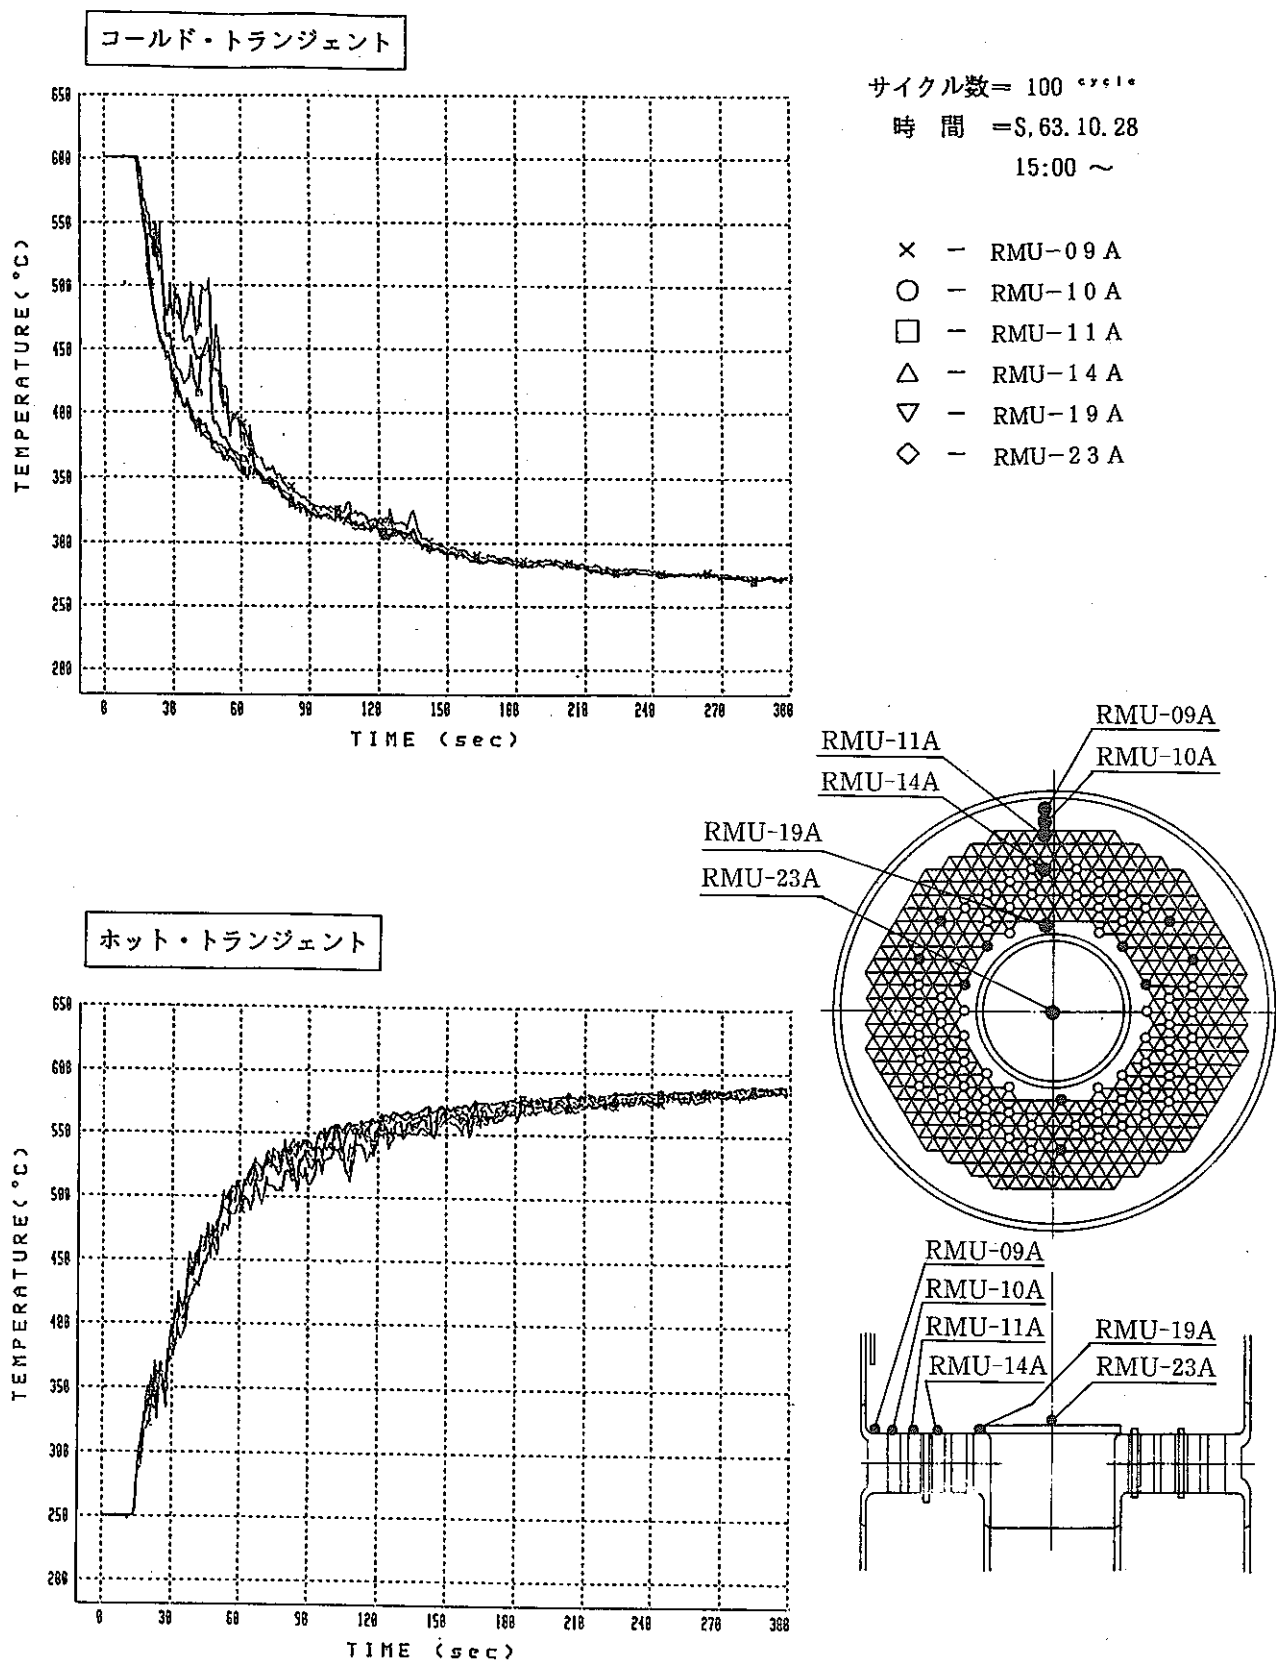 コールド・トランジェント
サイクル数= 100 cycle
時 間 =S,63.10.28
15:00 ~
× - RMU-09A
○ - RMU-10A
□ - RMU-11A
△ - RMU-14A
▽ - RMU-19A
◇ - RMU-23A
TEMPERATURE(°C)
650
600
550
500
450
400
350
300
250
200
0 30 60 90 120 150 180 210 240 270 300
TIME (sec)
RMU-09A
RMU-11A
RMU-10A
RMU-14A
RMU-19A
RMU-23A
ホット・トランジェント
TEMPERATURE(°C)
650
600
550
500
450
400
350
300
250
200
0 30 60 90 120 150 180 210 240 270 300
TIME (sec)
RMU-09A
RMU-10A
RMU-11A
RMU-19A
RMU-14A
RMU-23A